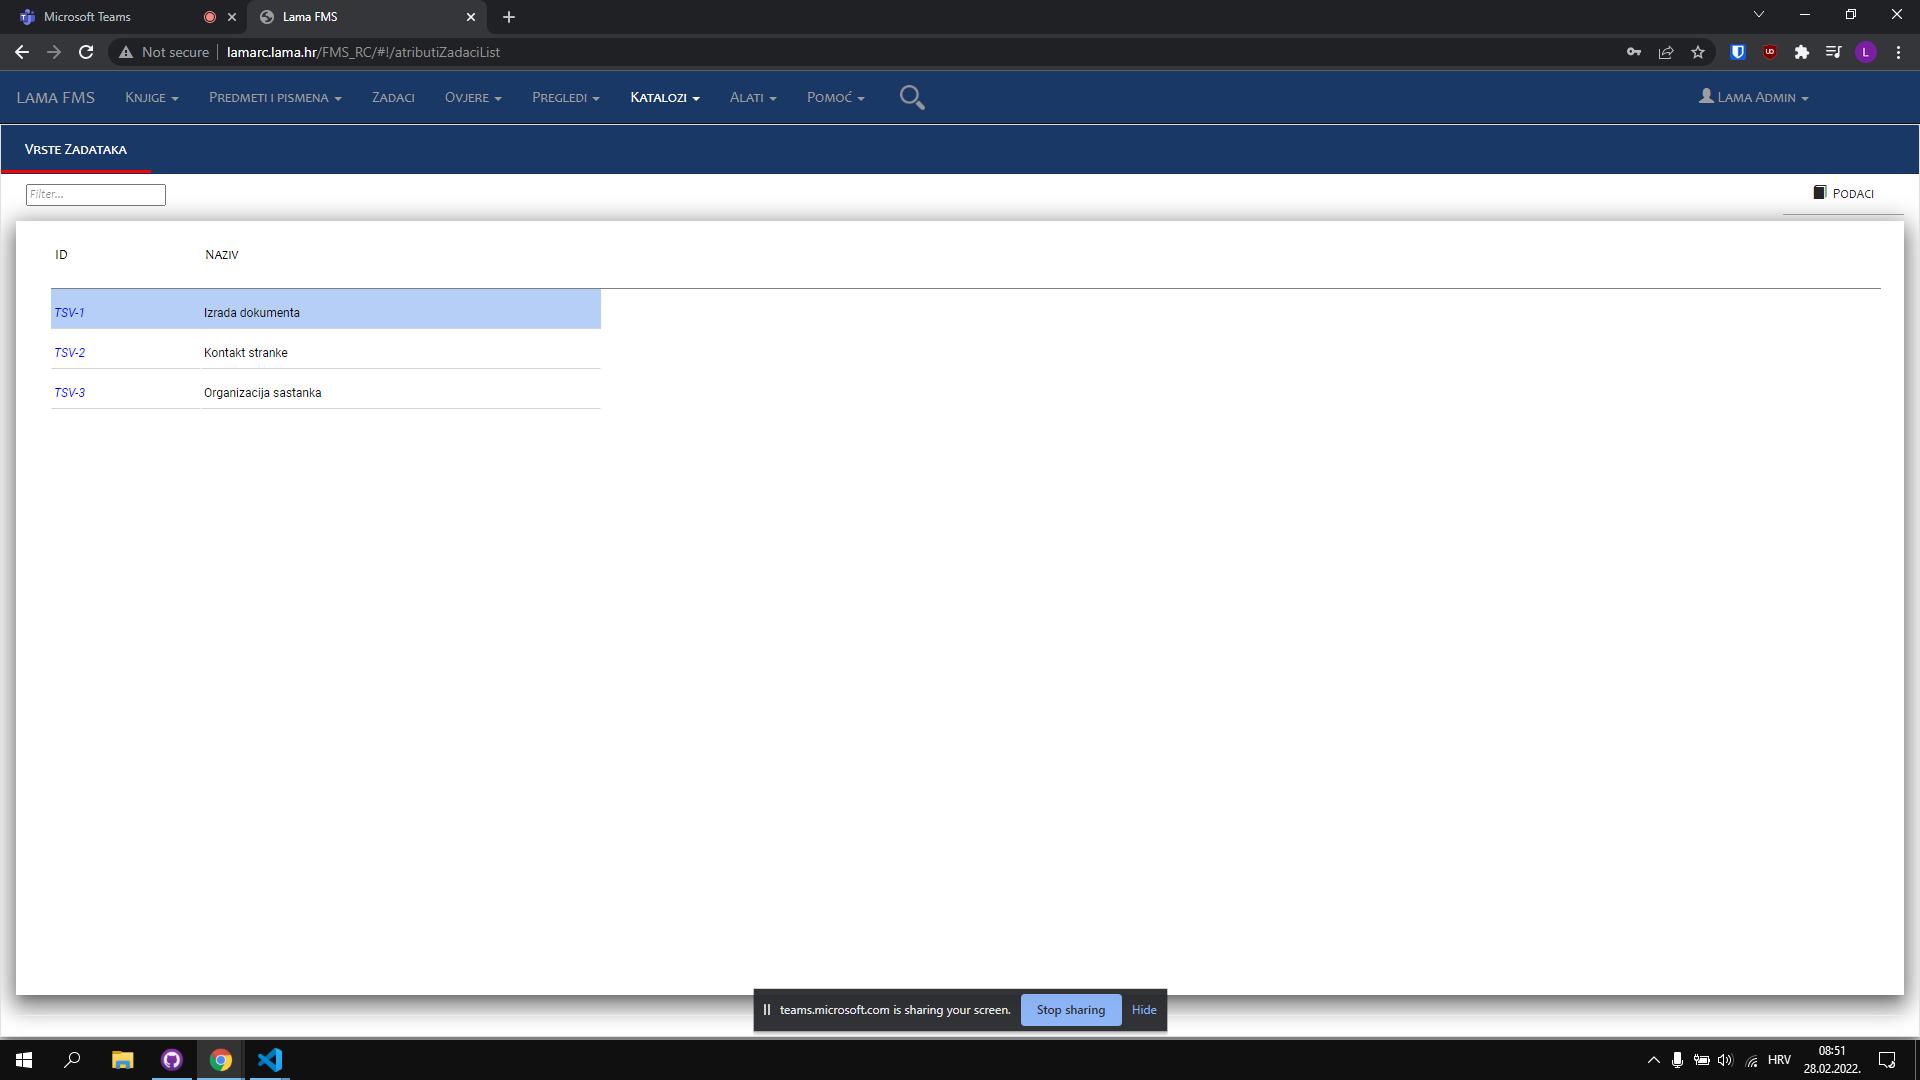 Microsoft Teams
Lama FMS
Not secure lamarc.lama.hr/FMS_RC/#!/atributiZadaciList
L
LAMA FMS KNJIGE PREDMETI I PISMENA ZADACI OVJERE PREGLEDI KATALOZI ALATI POMOĆ LAMA ADMIN
VRSTE ZADATAKA
Filter... PODACI
ID NAZIV
TSV-1 Izrada dokumenta
TSV-2 Kontakt stranke
TSV-3 Organizacija sastanka
teams.microsoft.com is sharing your screen. Stop sharing Hide
HRV
08:51
28.02.2022.